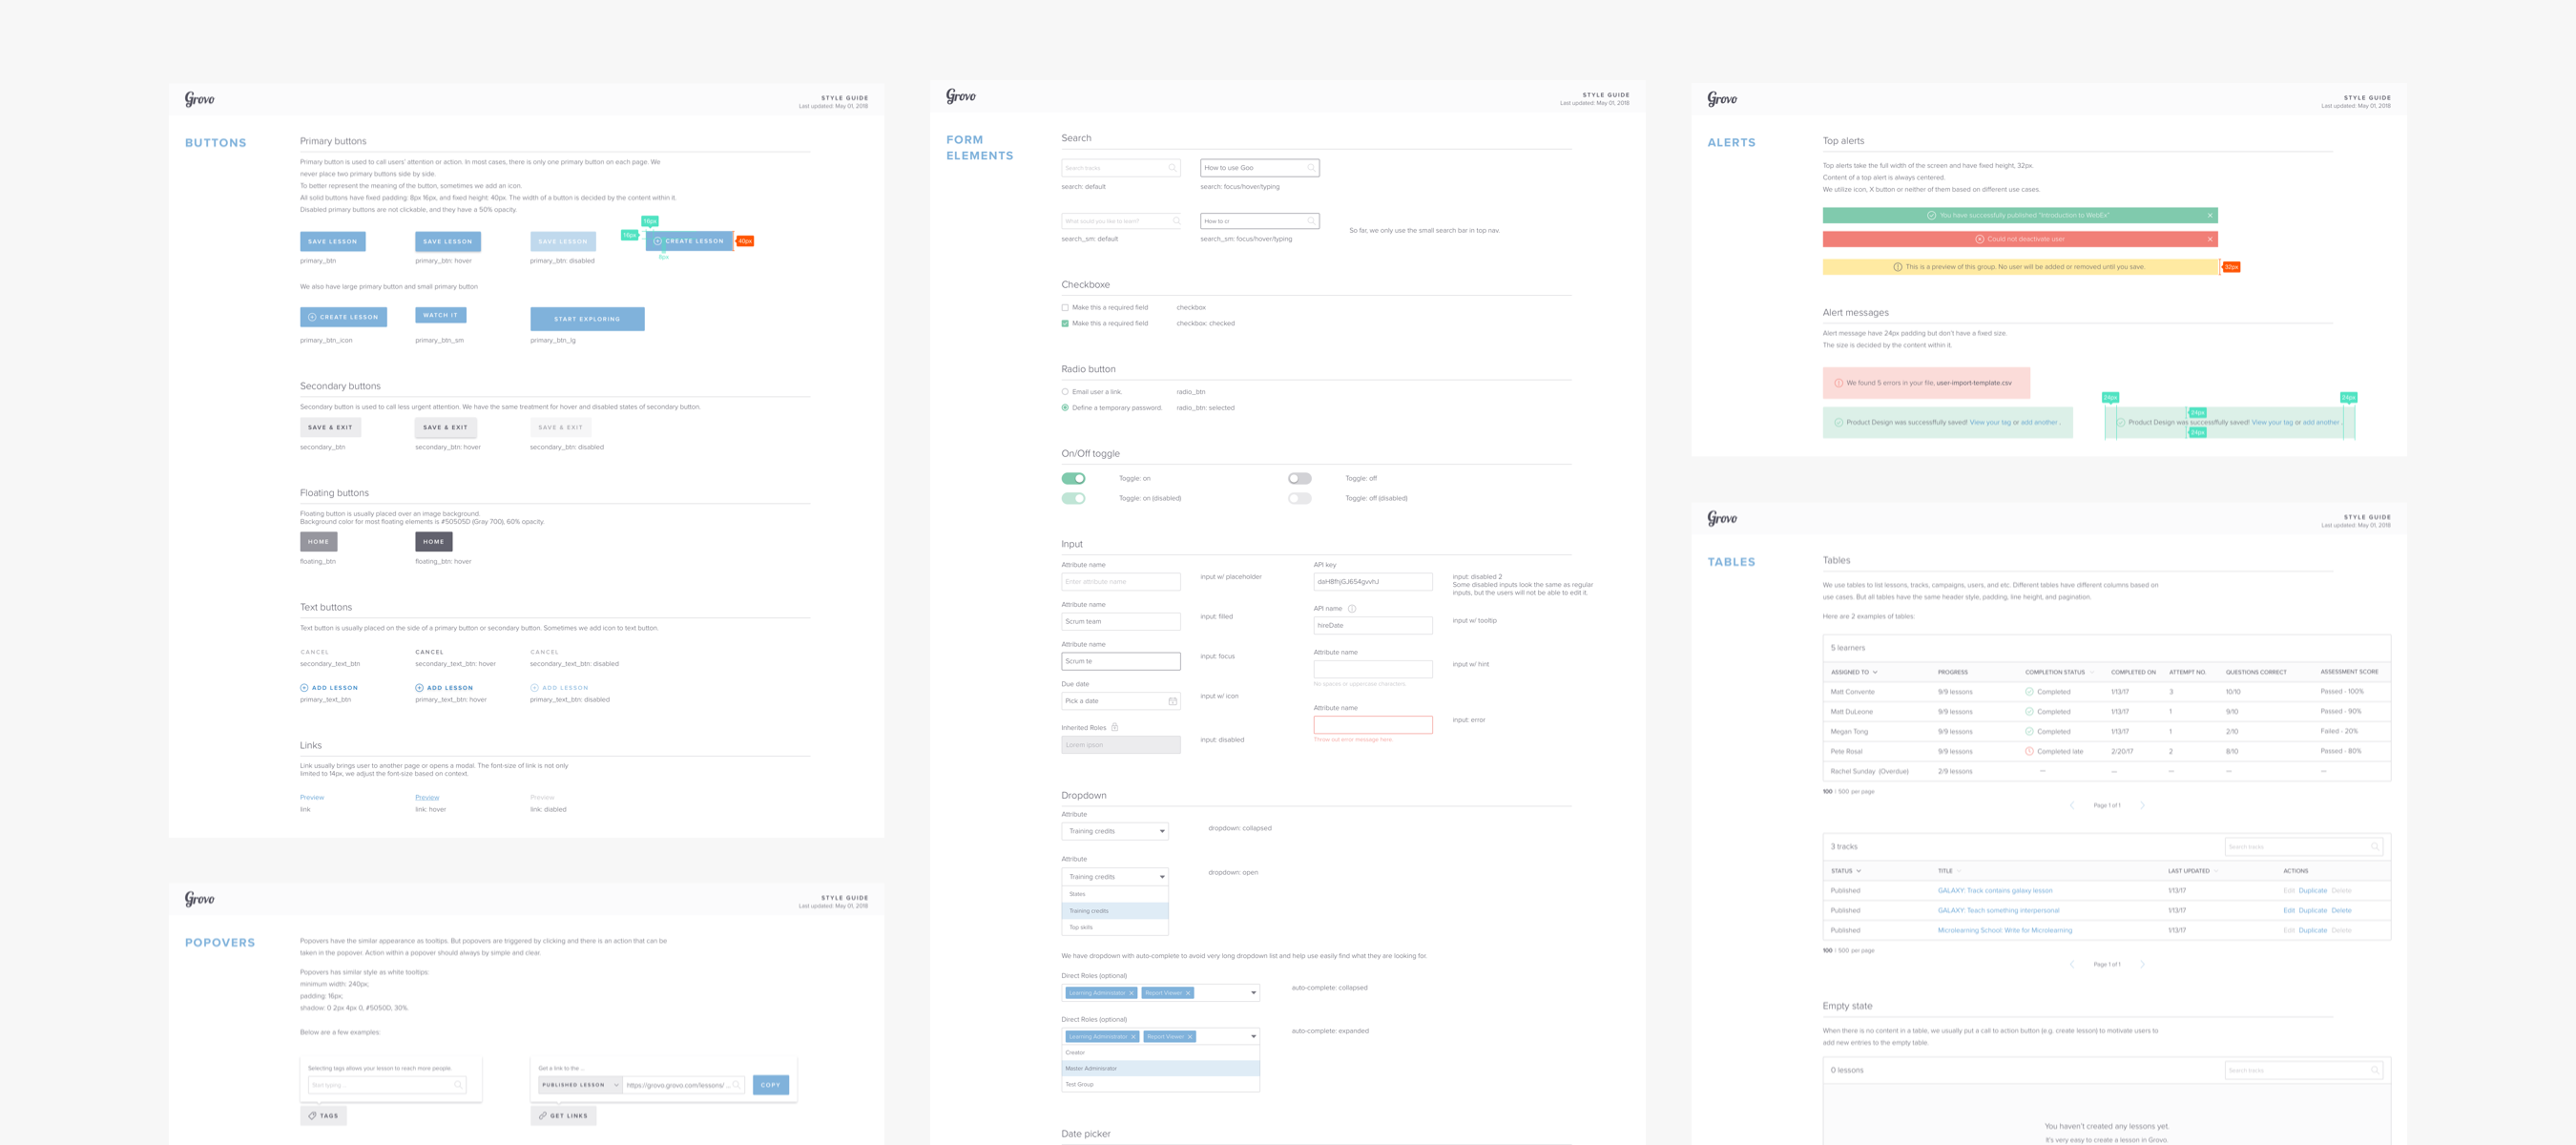 Grovo
STYLE GUIDE
Last updated: May 01, 2018
BUTTONS
Primary buttons
Primary button is used to call users' attention or action. In most cases, there is only one primary button on each page. We
never place two primary buttons side by side.
To better represent the meaning of the button, sometimes we add an icon.
All solid buttons have fixed padding: 8px 16px, and fixed height: 40px. The width of a button is decided by the content within it.
Disabled primary buttons are not clickable, and they have a 50% opacity.
16px
SAVE LESSON
SAVE LESSON
SAVE LESSON
16px
CREATE LESSON
40px
8px
primary_btn
primary_btn: hover
primary_btn: disabled
We also have large primary button and small primary button
CREATE LESSON
WATCH IT
START EXPLORING
primary_btn_icon
primary_btn_sm
primary_btn_lg
Secondary buttons
Secondary button is used to call less urgent attention. We have the same treatment for hover and disabled states of secondary button.
SAVE & EXIT
SAVE & EXIT
SAVE & EXIT
secondary_btn
secondary_btn: hover
secondary_btn: disabled
Floating buttons
Floating button is usually placed over an image background.
Background color for most floating elements is #50505D (Gray 700), 60% opacity.
HOME
HOME
floating_btn
floating_btn: hover
Text buttons
Text button is usually placed on the side of a primary button or secondary button. Sometimes we add icon to text button.
CANCEL
CANCEL
CANCEL
secondary_text_btn
secondary_text_btn: hover
secondary_text_btn: disabled
ADD LESSON
ADD LESSON
ADD LESSON
primary_text_btn
primary_text_btn: hover
primary_text_btn: disabled
Links
Link usually brings user to another page or opens a modal. The font-size of link is not only
limited to 14px, we adjust the font-size based on context.
Preview
Preview
Preview
link
link: hover
link: diabled
Grovo
STYLE GUIDE
Last updated: May 01, 2018
POPOVERS
Popovers have the similar appearance as tooltips. But popovers are triggered by clicking and there is an action that can be
taken in the popover. Action within a popover should always by simple and clear.
Popovers has similar style as white tooltips:
minimum width: 240px;
padding: 16px;
shadow: 0 2px 4px 0, #5050D, 30%.
Below are a few examples:
Selecting tags allows your lesson to reach more people.
Start typing ...
TAGS
Get a link to the ...
PUBLISHED LESSON
https://grovo.grovo.com/lessons/ ...
COPY
GET LINKS
Grovo
STYLE GUIDE
Last updated: May 01, 2018
FORM
ELEMENTS
Search
Search tracks
How to use Goo
search: default
search: focus/hover/typing
What could you like to learn?
How to cr
search_sm: default
search_sm: focus/hover/typing
So far, we only use the small search bar in top nav.
Checkboxe
Make this a required field
checkbox
Make this a required field
checkbox: checked
Radio button
Email user a link.
radio_btn
Define a temporary password.
radio_btn: selected
On/Off toggle
Toggle: on
Toggle: off
Toggle: on (disabled)
Toggle: off (disabled)
Input
Attribute name
Enter attribute name
input w/ placeholder
Attribute name
Scrum team
input: filled
Attribute name
Scrum te
input: focus
Due date
Pick a date
input w/ icon
Inherited Roles
Lorem ipson
input: disabled
API key
daH8fhjGJ654gvvhJ
input: disabled 2
Some disabled inputs look the same as regular
inputs, but the users will not be able to edit it.
API name
hireDate
input w/ tooltip
Attribute name
input w/ hint
No spaces or uppercase characters.
Attribute name
input: error
Throw out error message here.
Dropdown
Attribute
Training credits
dropdown: collapsed
Attribute
Training credits
dropdown: open
States
Training credits
Top skills
We have dropdown with auto-complete to avoid very long dropdown list and help use easily find what they are looking for.
Direct Roles (optional)
Learning Administator
Report Viewer
auto-complete: collapsed
Direct Roles (optional)
Learning Administrator
Report Viewer
auto-complete: expanded
Creator
Master Administrator
Test Group
Date picker
Grovo
STYLE GUIDE
Last updated: May 01, 2018
ALERTS
Top alerts
Top alerts take the full width of the screen and have fixed height, 32px.
Content of a top alert is always centered.
We utilize icon, X button or neither of them based on different use cases.
You have successfully published "Introduction to WebEx"
Could not deactivate user
This is a preview of this group. No user will be added or removed until you save.
32px
Alert messages
Alert message have 24px padding but don't have a fixed size.
The size is decided by the content within it.
We found 5 errors in your file, user-import-template.csv
Product Design was successfully saved! View your tag or add another .
24px
24px
24px
Product Design was successfully saved! View your tag or add another .
24px
Grovo
STYLE GUIDE
Last updated: May 01, 2018
TABLES
Tables
We use tables to list lessons, tracks, campaigns, users, and etc. Different tables have different columns based on
use cases. But all tables have the same header style, padding, line height, and pagination.
Here are 2 examples of tables:
5 learners
ASSIGNED TO
PROGRESS
COMPLETION STATUS
COMPLETED ON
ATTEMPT NO.
QUESTIONS CORRECT
ASSESSMENT SCORE
Matt Convente
9/9 lessons
Completed
1/13/17
3
10/10
Passed - 100%
Matt DuLeone
9/9 lessons
Completed
1/13/17
1
9/10
Passed - 90%
Megan Tong
9/9 lessons
Completed
1/13/17
1
2/10
Failed - 20%
Pete Rosal
9/9 lessons
Completed late
2/20/17
2
8/10
Passed - 80%
Rachel Sunday (Overdue)
2/9 lessons
—
—
—
—
—
100 | 500 per page
Page 1 of 1
3 tracks
Search tracks
STATUS
TITLE
LAST UPDATED
ACTIONS
Published
GALAXY: Track contains galaxy lesson
1/13/17
Edit Duplicate Delete
Published
GALAXY: Teach something interpersonal
1/13/17
Edit Duplicate Delete
Published
Microlearning School: Write for Microlearning
1/13/17
Edit Duplicate Delete
100 | 500 per page
Page 1 of 1
Empty state
When there is no content in a table, we usually put a call to action button (e.g. create lesson) to motivate users to
add new entries to the empty table.
0 lessons
Search tracks
You haven't created any lessons yet.
It's very easy to create a lesson in Grovo.